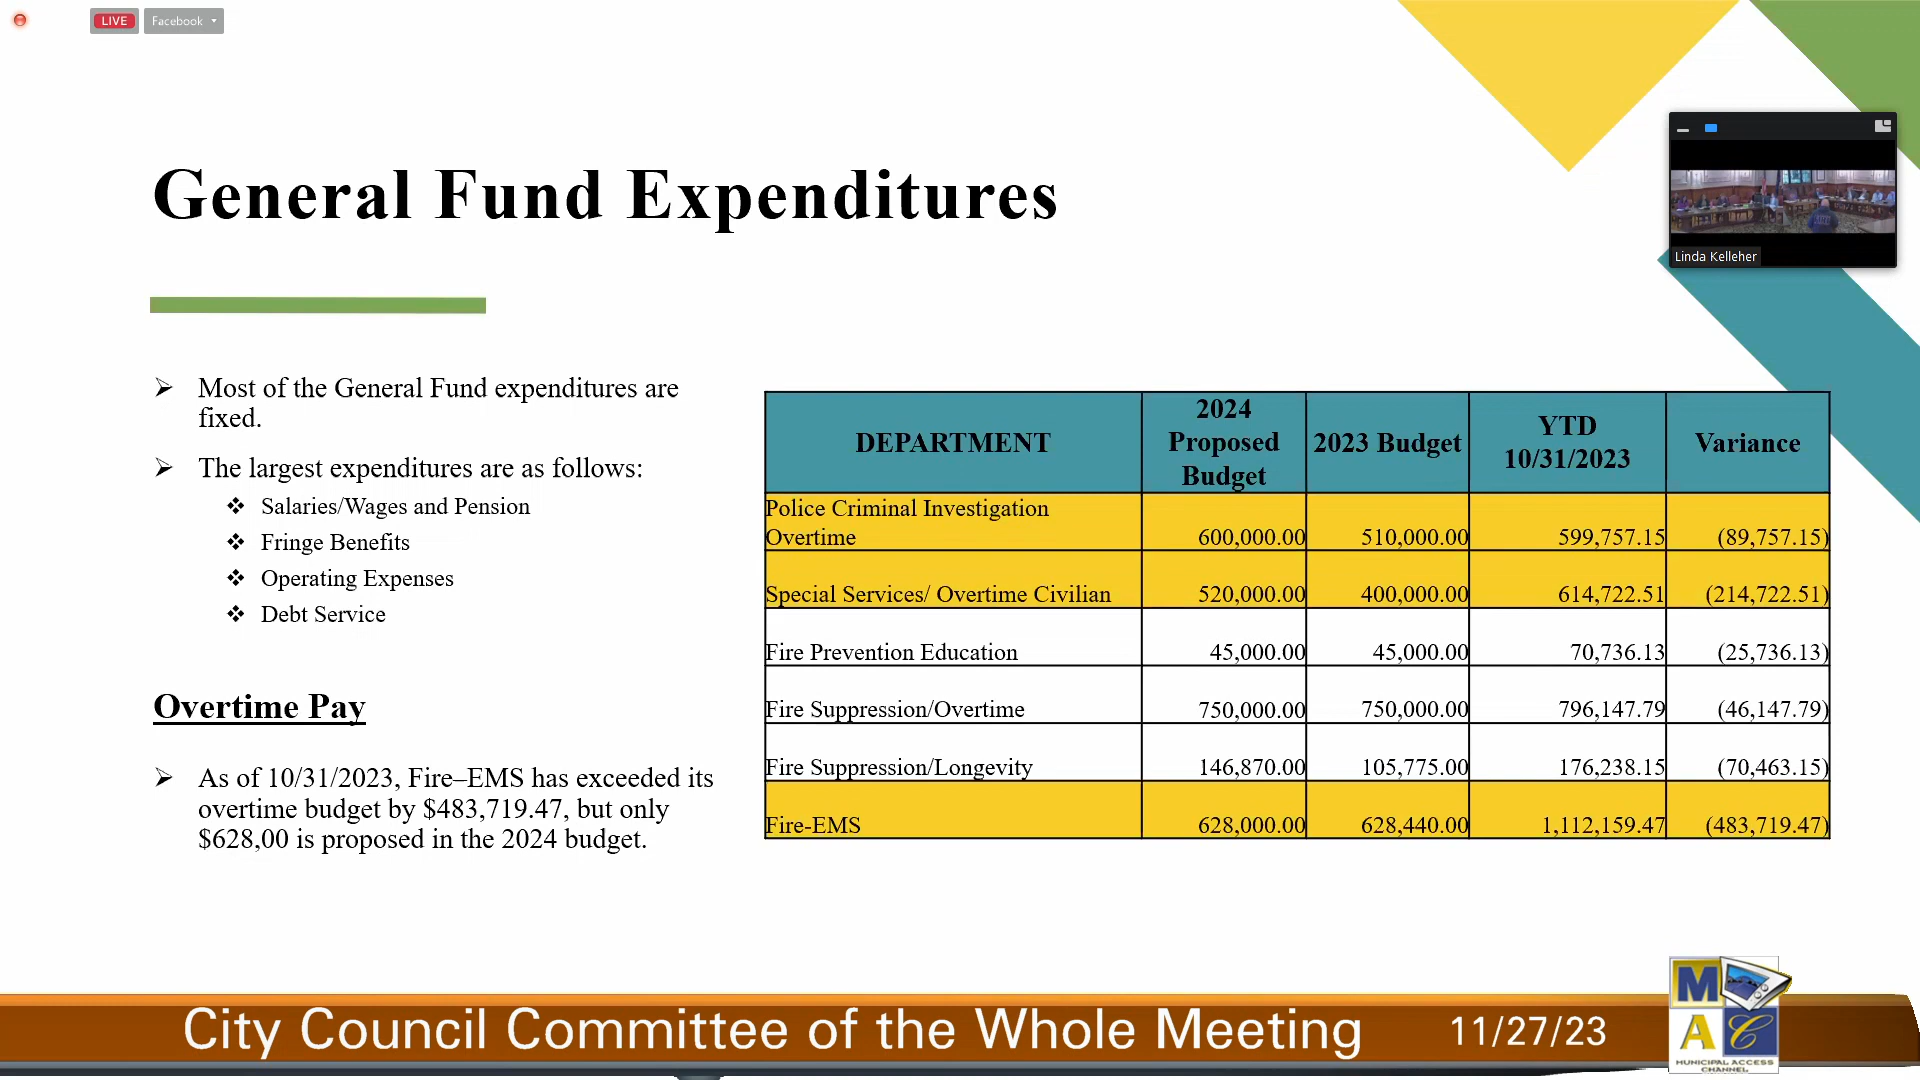 LIVE
Facebook
General Fund Expenditures
Linda Kelleher
➢ Most of the General Fund expenditures are
fixed.
➢ The largest expenditures are as follows:
❖ Salaries/Wages and Pension
❖ Fringe Benefits
❖ Operating Expenses
❖ Debt Service
Overtime Pay
➢ As of 10/31/2023, Fire–EMS has exceeded its
overtime budget by $483,719.47, but only
$628,00 is proposed in the 2024 budget.
DEPARTMENT 2024 Proposed Budget 2023 Budget YTD 10/31/2023 Variance
Police Criminal Investigation
Overtime 600,000.00 510,000.00 599,757.15 (89,757.15)
Special Services/ Overtime Civilian 520,000.00 400,000.00 614,722.51 (214,722.51)
Fire Prevention Education 45,000.00 45,000.00 70,736.13 (25,736.13)
Fire Suppression/Overtime 750,000.00 750,000.00 796,147.79 (46,147.79)
Fire Suppression/Longevity 146,870.00 105,775.00 176,238.15 (70,463.15)
Fire-EMS 628,000.00 628,440.00 1,112,159.47 (483,719.47)
City Council Committee of the Whole Meeting 11/27/23
M
A C
MUNICIPAL ACCESS
CHANNEL